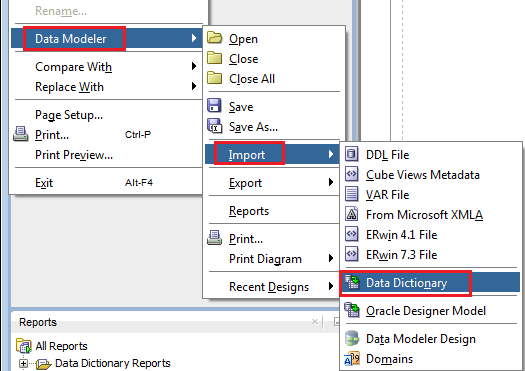 Rename...
Data Modeler
Compare With
Replace With
Page Setup...
Print... Ctrl-P
Print Preview...
Exit Alt-F4
Open
Close
Close All
Save
Save As...
Import
Export
Reports
Print...
Print Diagram
Recent Designs
DDL File
Cube Views Metadata
VAR File
From Microsoft XMLA
ERwin 4.1 File
ERwin 7.3 File
Data Dictionary
Oracle Designer Model
Data Modeler Design
Domains
Reports
All Reports
Data Dictionary Reports